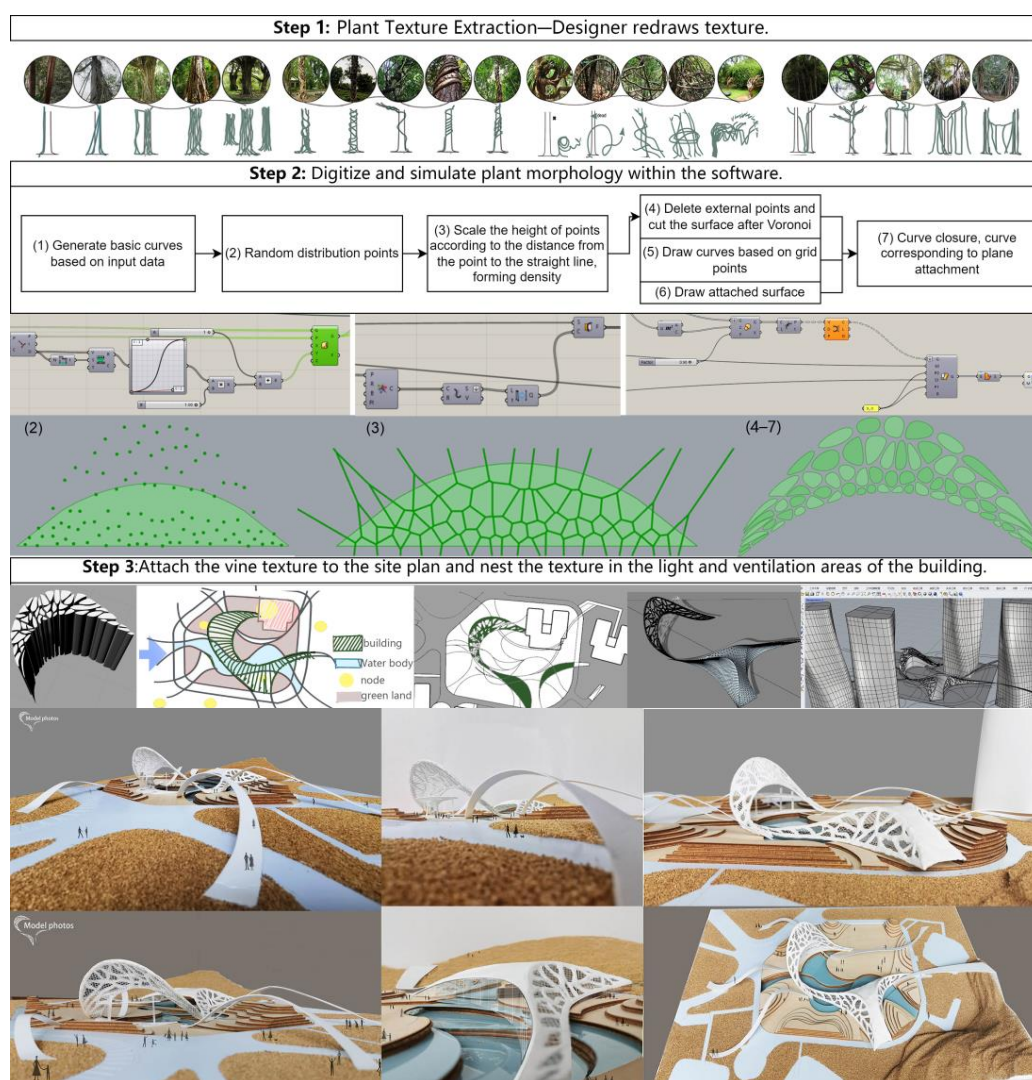 Step 1: Plant Texture Extraction—Designer redraws texture.
Step 2: Digitize and simulate plant morphology within the software.
(1) Generate basic curves
based on input data
(2) Random distribution points
(3) Scale the height of points
according to the distance from
the point to the straight line,
forming density
(4) Delete external points and
cut the surface after Voronoi
(5) Draw curves based on grid
points
(6) Draw attached surface
(7) Curve closure, curve
corresponding to plane
attachment
(2)
(3)
(4–7)
Step 3:Attach the vine texture to the site plan and nest the texture in the light and ventilation areas of the building.
building
Water body
node
green land
Model photos
Model photos